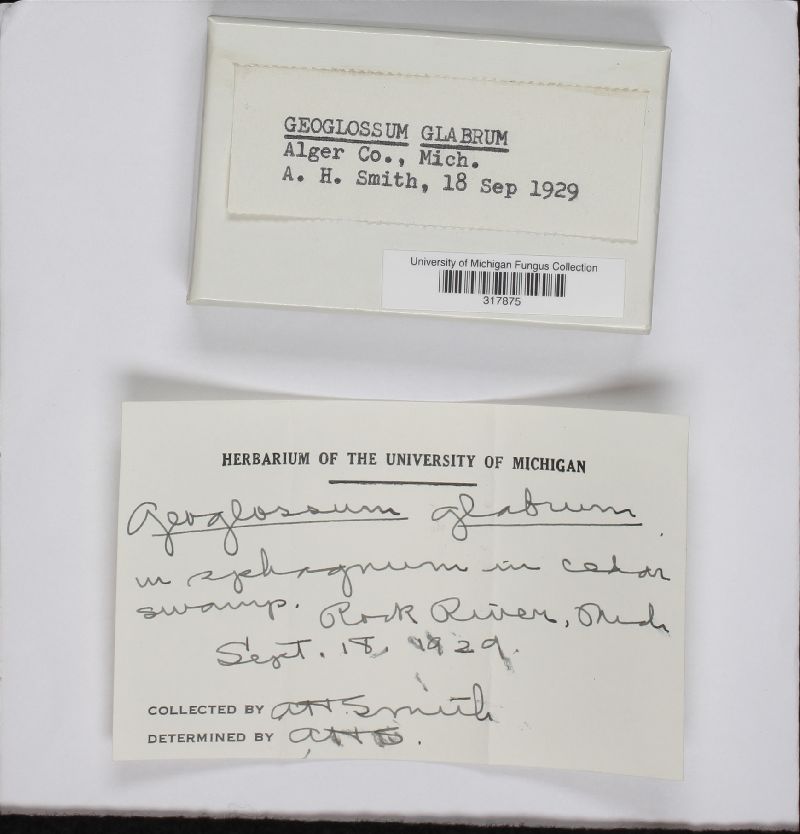 GEOGLOSSUM GLABRUM
Alger Co., Mich.
A. H. Smith, 18 Sep 1929
University of Michigan Fungus Collection
317875
HERBARIUM OF THE UNIVERSITY OF MICHIGAN
Geoglossum glabrum
in sphagnum in cedar
swamp. Rock River, Mich
Sept. 18, 1929.
COLLECTED BY AHSmith
DETERMINED BY AHS.